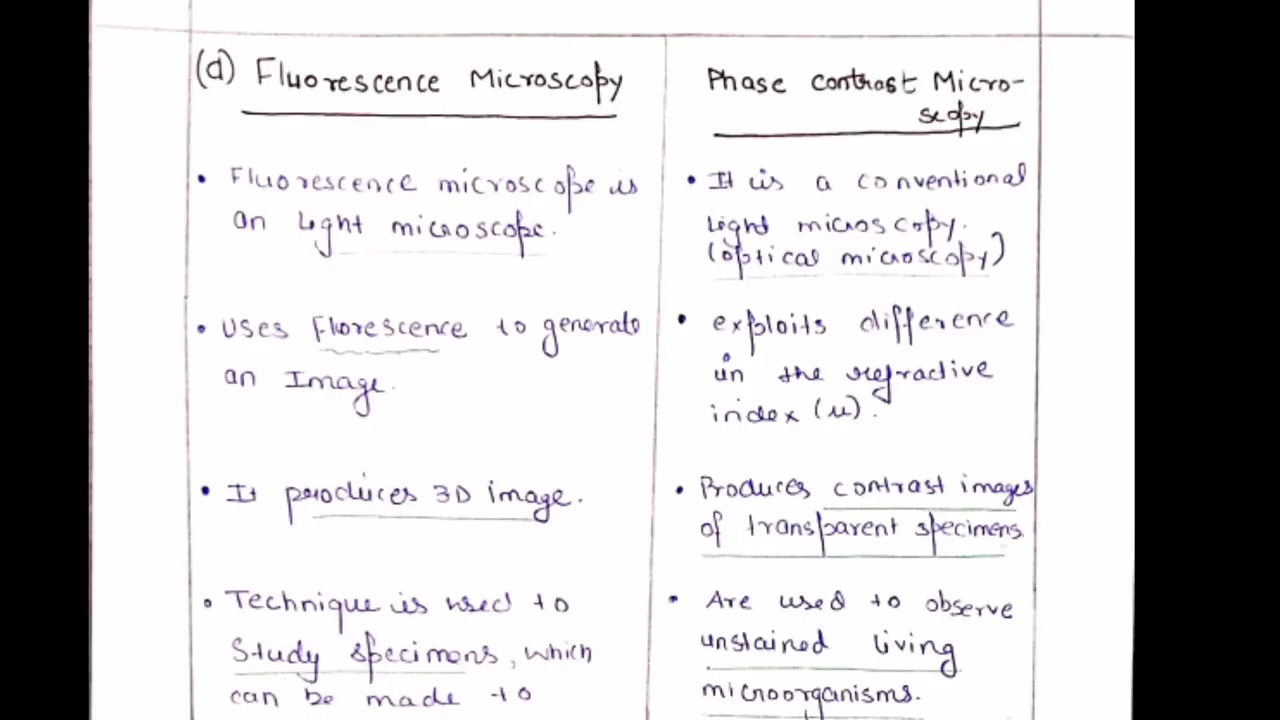 (d) Fluorescence Microscopy
• Fluorescence microscope is
an light microscope.
• Uses Florescence to generate
an Image.
• It produces 3D image.
• Technique is used to
Study specimens, which
can be made to
Phase Contrast Micro-
scopy
• It is a conventional
light microscopy.
(optical microscopy)
• exploits difference
in the refractive
index (μ).
• Produces contrast images
of transparent specimens.
• Are used to observe
unstained living
microorganisms.